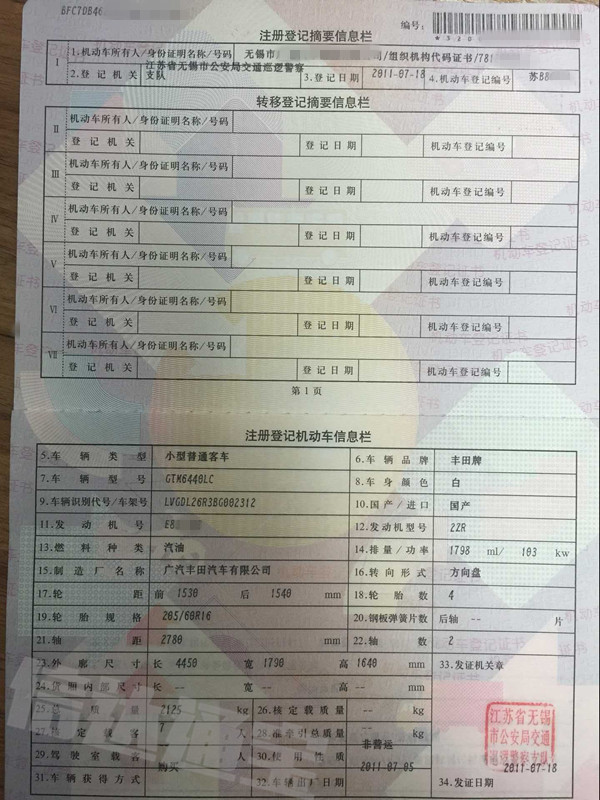 BFC7DB46
编号：
*320
注册登记摘要信息栏
I 1.机动车所有人/身份证明名称/号码 无锡市 司/组织机构代码证书/781
2.登记机关 江苏省无锡市公安局交通巡逻警察支队 3.登记日期 2011-07-18 4.机动车登记编号 苏B8
转移登记摘要信息栏
II 机动车所有人/身份证明名称/号码
登记机关 登记日期 机动车登记编号
III 机动车所有人/身份证明名称/号码
登记机关 登记日期 机动车登记编号
IV 机动车所有人/身份证明名称/号码
登记机关 登记日期 机动车登记编号
V 机动车所有人/身份证明名称/号码
登记机关 登记日期 机动车登记编号
VI 机动车所有人/身份证明名称/号码
登记机关 登记日期 机动车登记编号
VII 机动车所有人/身份证明名称/号码
登记机关 登记日期 机动车登记编号
第1页
注册登记机动车信息栏
5.车辆类型 小型普通客车 6.车辆品牌 丰田牌
7.车辆型号 GTM6440LC 8.车身颜色 白
9.车辆识别代号/车架号 LVGDL26R3BG002312 10.国产/进口 国产
11.发动机号 E8 12.发动机型号 2ZR
13.燃料种类 汽油 14.排量/功率 1798 ml/ 103 kw
15.制造厂名称 广汽丰田汽车有限公司 16.转向形式 方向盘
17.轮距 前 1530 后 1540 mm 18.轮胎数 4
19.轮胎规格 205/60R16 20.钢板弹簧片数 后轴 -- 片
21.轴距 2780 mm 22.轴数 2
23.外廓尺寸 长 4450 宽 1790 高 1640 mm 33.发证机关章
24.货厢内部尺寸 长 -- 宽 -- 高 -- mm
25.总质量 2125 kg 26.核定载质量 -- kg
27.核定载客 7 人 28.准牵引总质量 -- kg
29.驾驶室载客 人 30.使用性质 非营运
31.车辆获得方式 购买 32.车辆出厂日期 2011-07-05 34.发证日期 2011-07-18
江苏省无锡
市公安局交通
巡逻警察支队